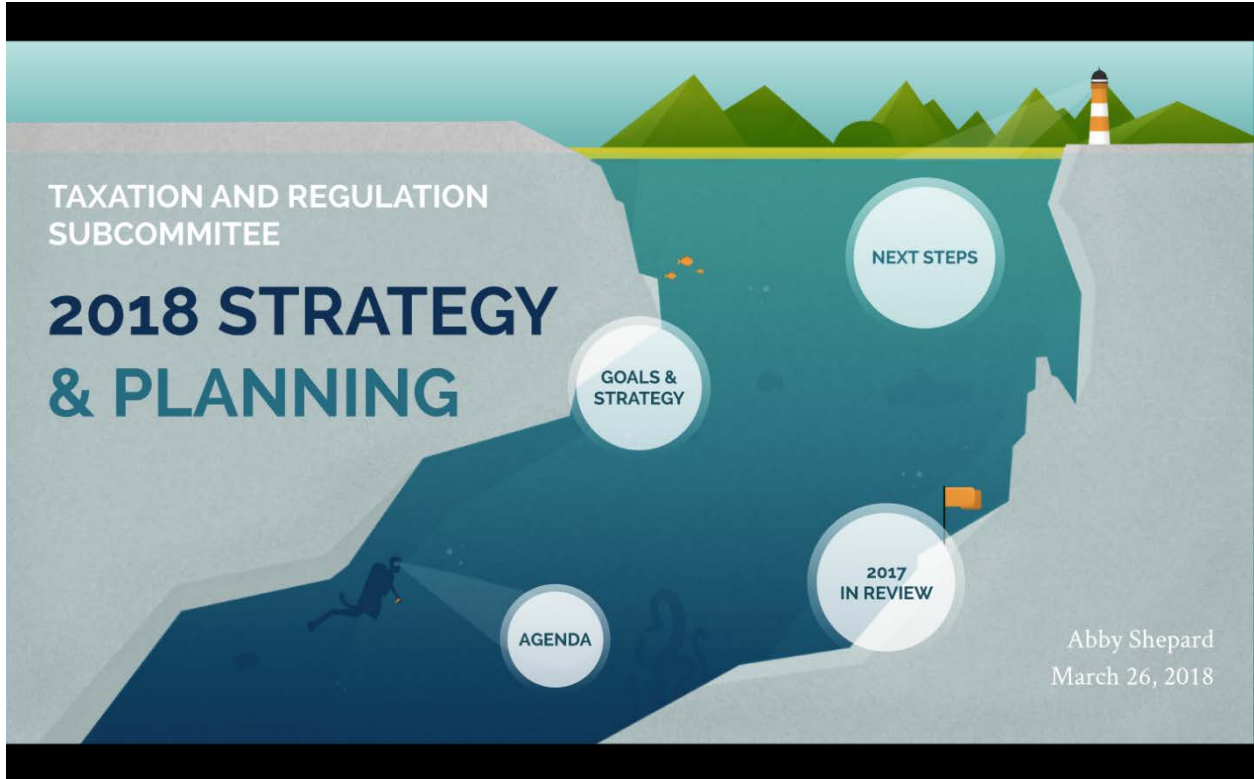 TAXATION AND REGULATION
SUBCOMMITEE
2018 STRATEGY
& PLANNING
NEXT STEPS
GOALS &
STRATEGY
2017
IN REVIEW
AGENDA
Abby Shepard
March 26, 2018